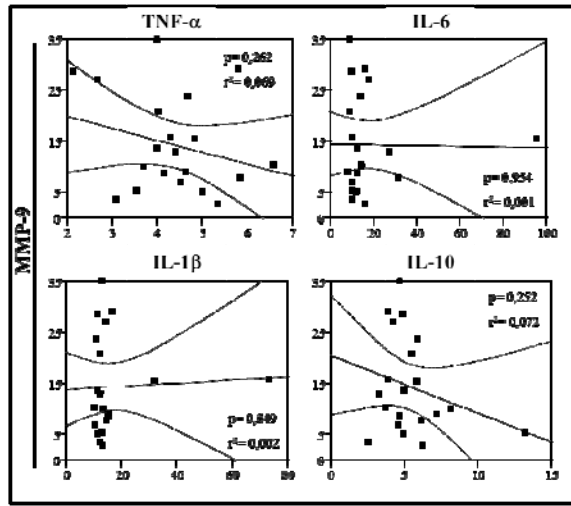 MMP-9
TNF-α
35
25
15
5
0
2 3 4 5 6 7
p= 0,262
r²= 0,069
IL-6
35
25
15
5
0
0 20 40 60 80 100
p= 0,954
r²= 0,001
IL-1β
35
25
15
5
0
0 20 40 60 80
p= 0,849
r²= 0,002
IL-10
35
25
15
5
0
0 5 10 15
p= 0,252
r²= 0,072